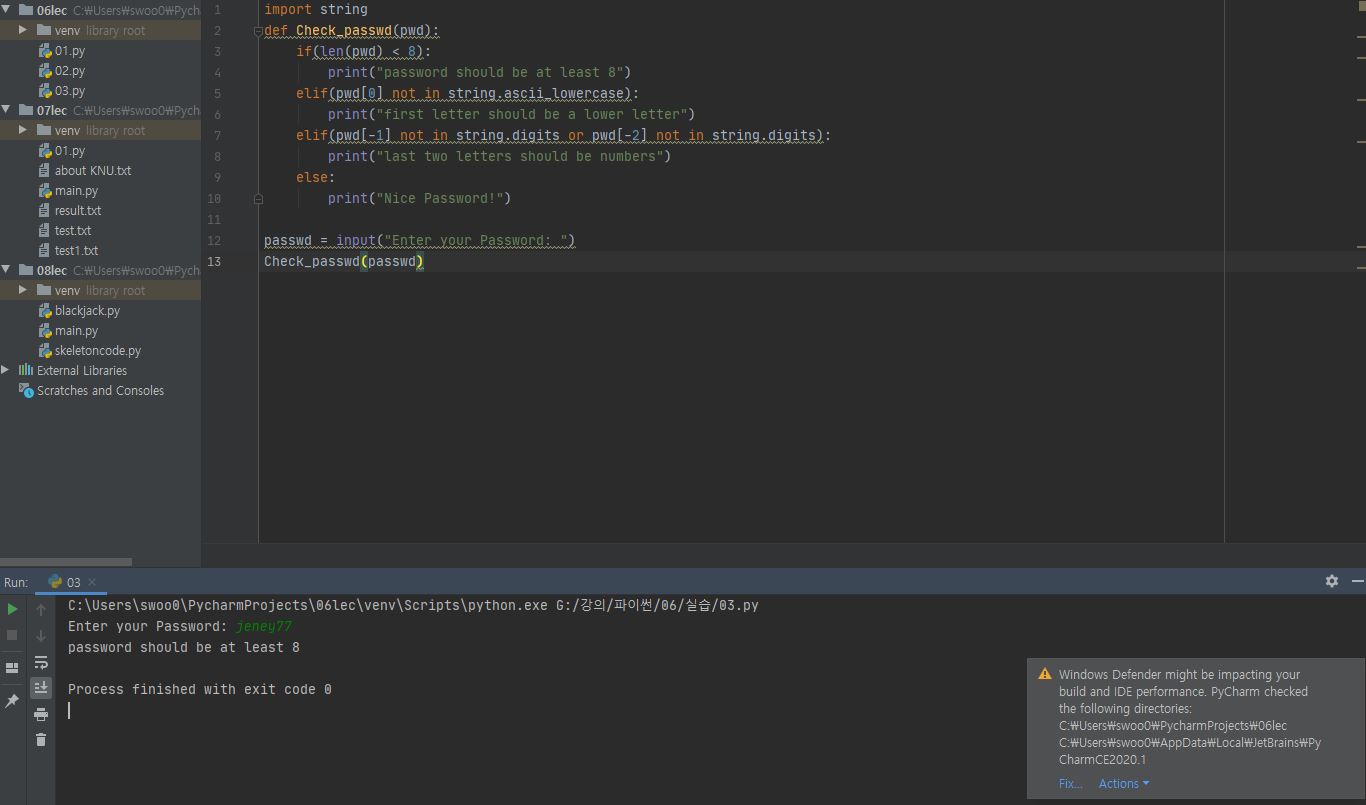 06lec C:₩Users₩swoo0₩Pych
venv library root
01.py
02.py
03.py
07lec C:₩Users₩swoo0₩Pych
venv library root
01.py
about KNU.txt
main.py
result.txt
test.txt
test1.txt
08lec C:₩Users₩swoo0₩Pych
venv library root
blackjack.py
main.py
skeletoncode.py
External Libraries
Scratches and Consoles
1 import string
2 def Check_passwd(pwd):
3 if(len(pwd) < 8):
4 print("password should be at least 8")
5 elif(pwd[0] not in string.ascii_lowercase):
6 print("first letter should be a lower letter")
7 elif(pwd[-1] not in string.digits or pwd[-2] not in string.digits):
8 print("last two letters should be numbers")
9 else:
10 print("Nice Password!")
11
12 passwd = input("Enter your Password: ")
13 Check_passwd(passwd)
Run: 03
C:\Users\swoo0\PycharmProjects\06lec\venv\Scripts\python.exe G:/강의/파이썬/06/실습/03.py
Enter your Password: jeney77
password should be at least 8
Process finished with exit code 0
Windows Defender might be impacting your
build and IDE performance. PyCharm checked
the following directories:
C:₩Users₩swoo0₩PycharmProjects₩06lec
C:₩Users₩swoo0₩AppData₩Local₩JetBrains₩Py
CharmCE2020.1
Fix... Actions